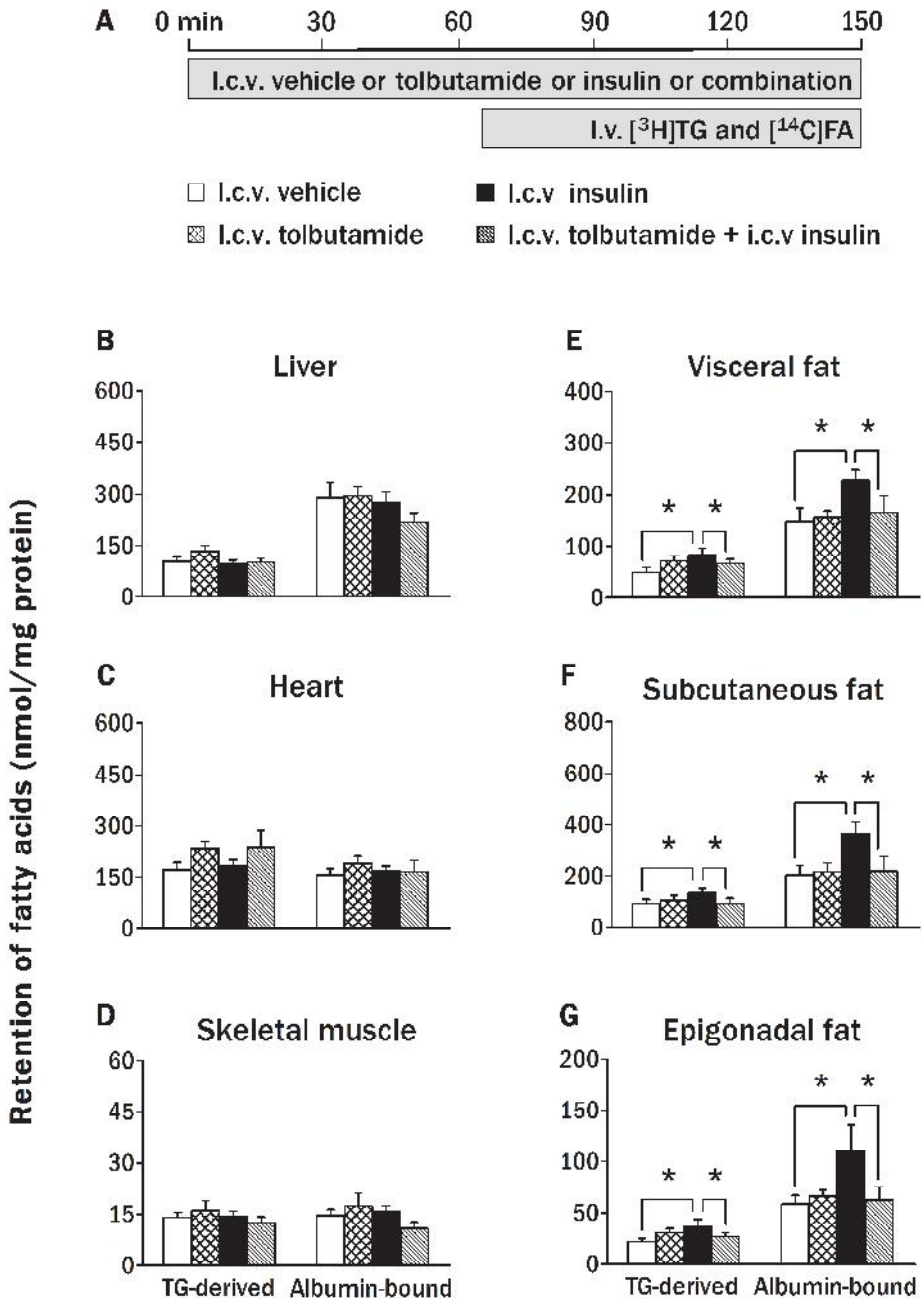 A 0 min 30 60 90 120 150
I.c.v. vehicle or tolbutamide or insulin or combination
I.v. [³H]TG and [¹⁴C]FA
I.c.v. vehicle I.c.v insulin
I.c.v. tolbutamide I.c.v. tolbutamide + i.c.v insulin
Retention of fatty acids (nmol/mg protein)
B Liver
600
450
300
150
0
E Visceral fat
400
300
200
100
0
* * * *
C Heart
600
450
300
150
0
F Subcutaneous fat
800
600
400
200
0
* * * *
D Skeletal muscle
60
45
30
15
0
TG-derived Albumin-bound
G Epigonadal fat
200
150
100
50
0
* * * *
TG-derived Albumin-bound